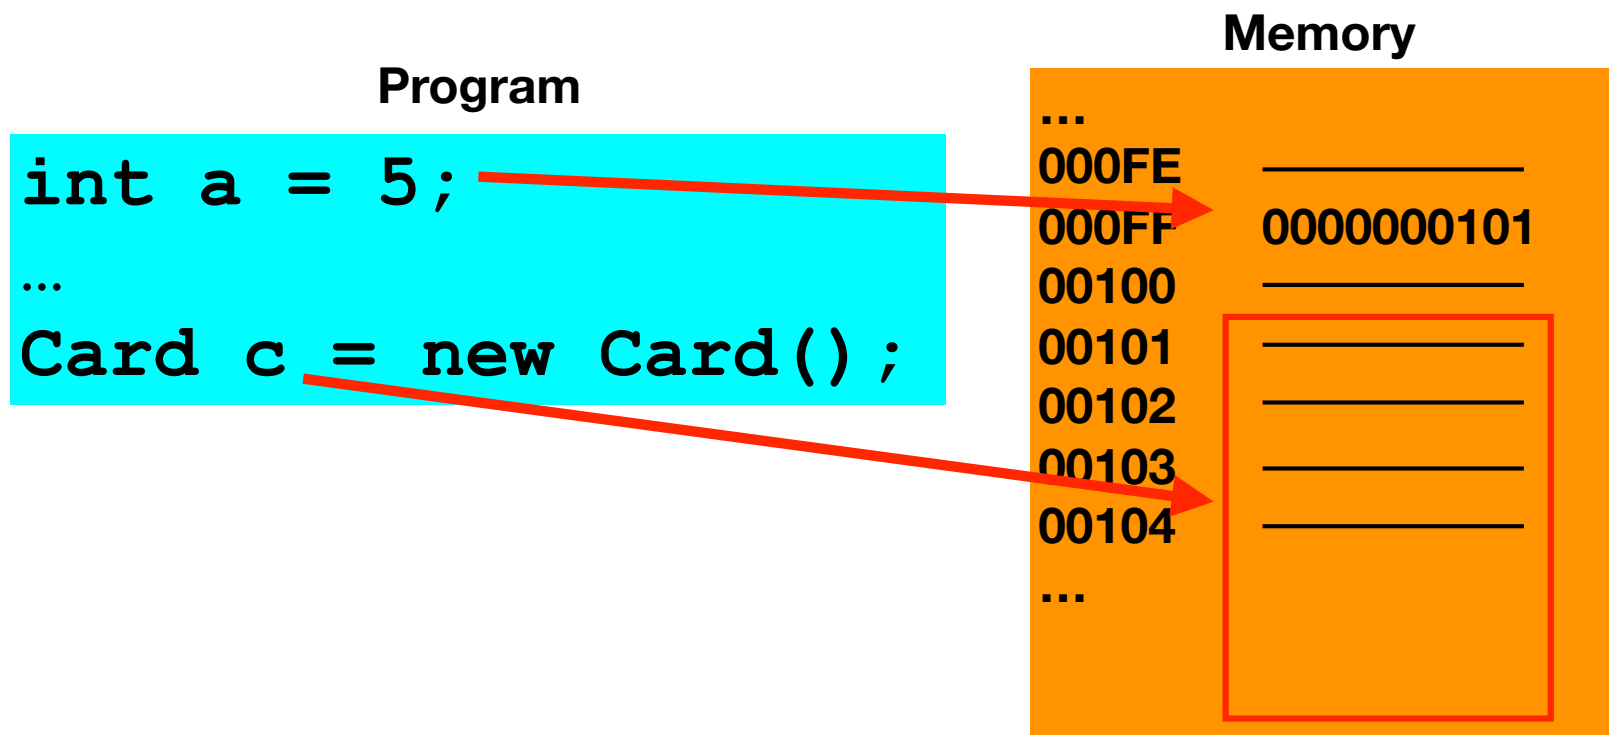 Program
int a = 5;
...
Card c = new Card();
Memory
...
000FE
000FF 0000000101
00100
00101
00102
00103
00104
...